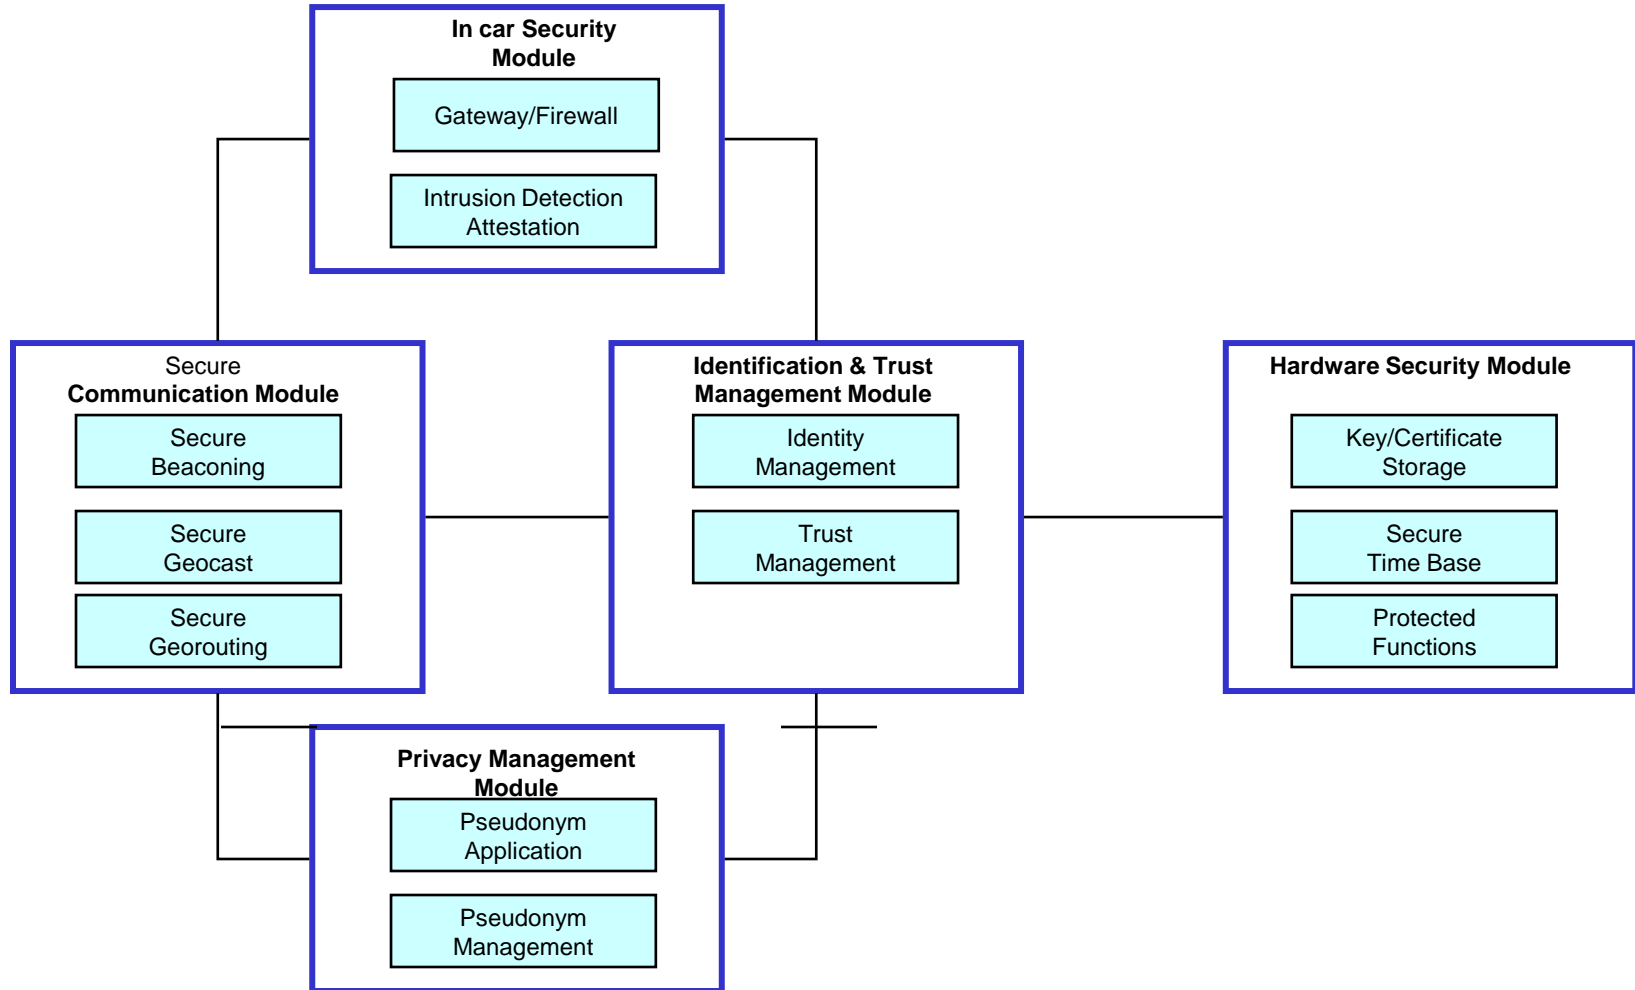 In car Security
Module
Gateway/Firewall
Intrusion Detection
Attestation
Secure
Communication Module
Secure
Beaconing
Secure
Geocast
Secure
Georouting
Identification & Trust
Management Module
Identity
Management
Trust
Management
Hardware Security Module
Key/Certificate
Storage
Secure
Time Base
Protected
Functions
Privacy Management
Module
Pseudonym
Application
Pseudonym
Management